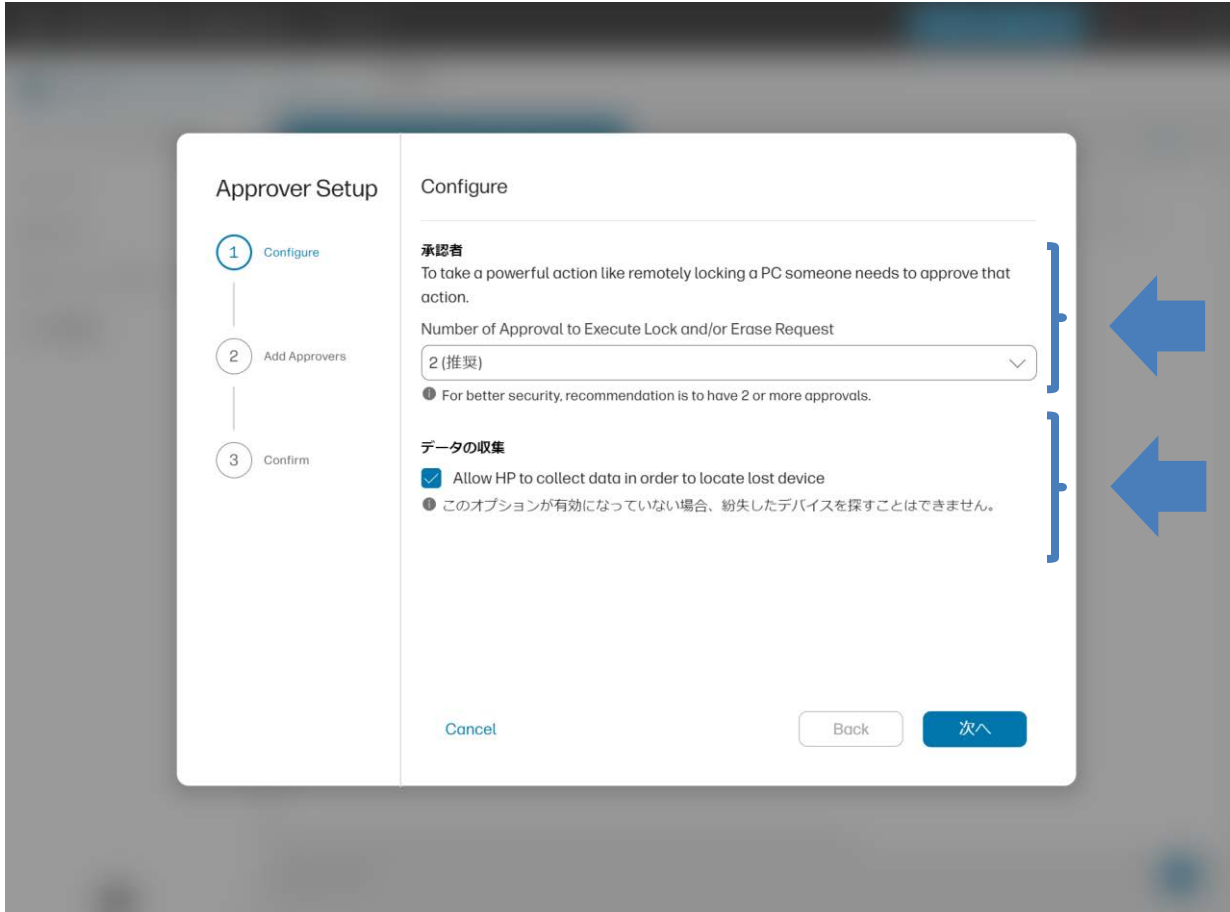 Approver Setup
Configure
1 Configure
2 Add Approvers
3 Confirm
承認者
To take a powerful action like remotely locking a PC someone needs to approve that
action.
Number of Approval to Execute Lock and/or Erase Request
2 (推奨)
For better security, recommendation is to have 2 or more approvals.
データの収集
Allow HP to collect data in order to locate lost device
このオプションが有効になっていない場合、紛失したデバイスを探すことはできません。
Cancel
Back
次へ